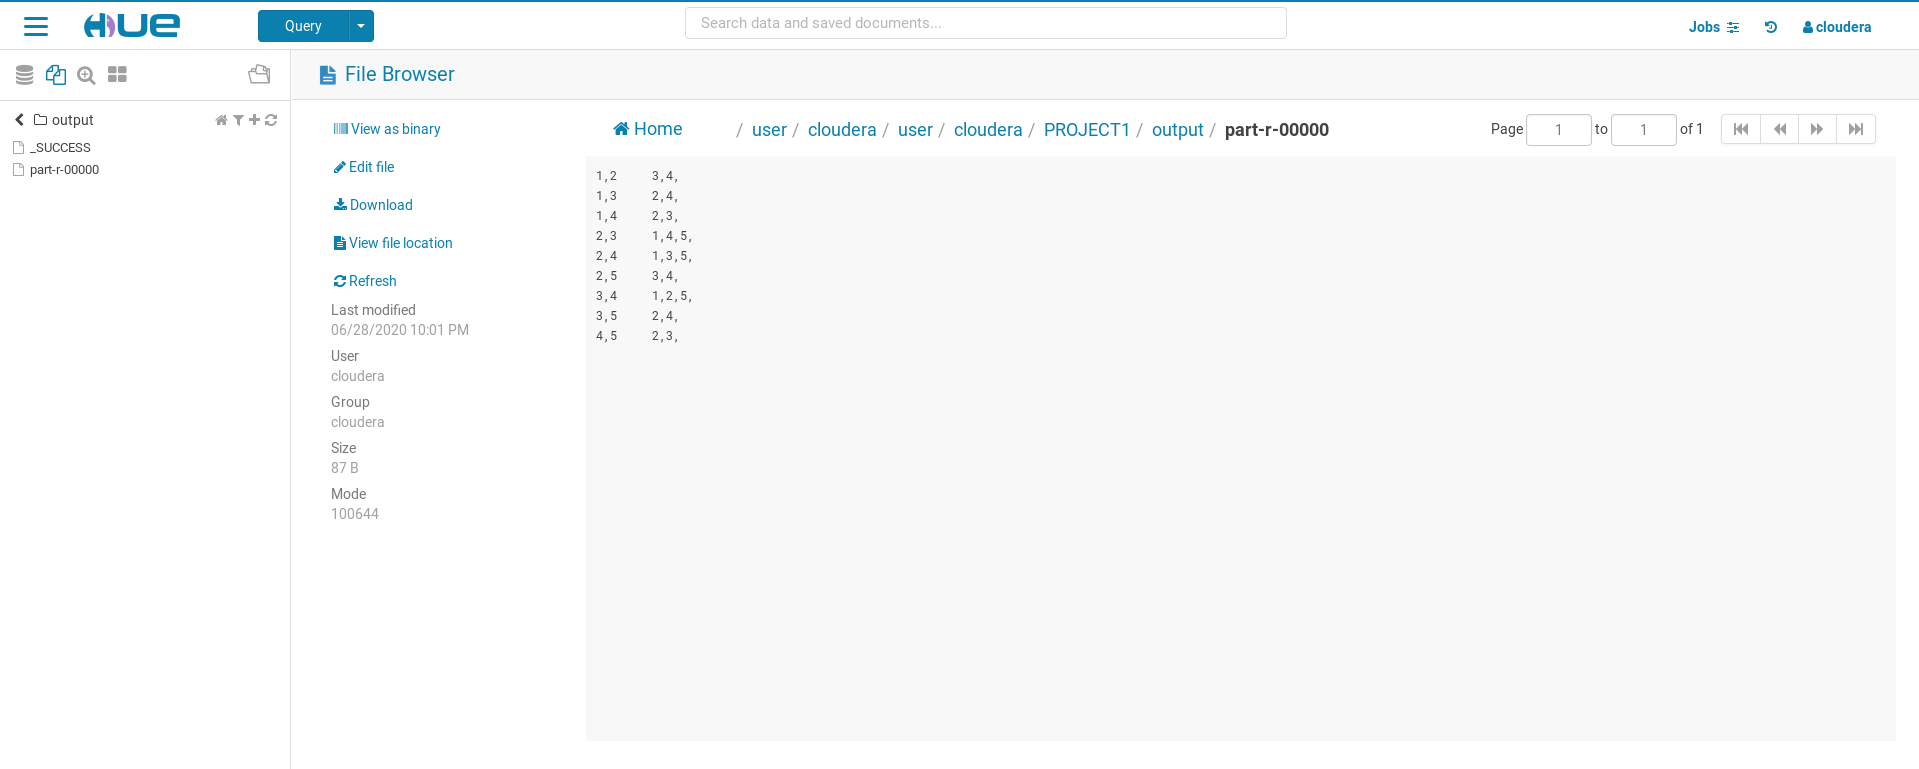 HUE
Query
Search data and saved documents...
Jobs
cloudera
File Browser
output
_SUCCESS
part-r-00000
View as binary
Edit file
Download
View file location
Refresh
Last modified
06/28/2020 10:01 PM
User
cloudera
Group
cloudera
Size
87 B
Mode
100644
Home / user / cloudera / user / cloudera / PROJECT1 / output / part-r-00000
Page 1 to 1 of 1
1,2 3,4,
1,3 2,4,
1,4 2,3,
2,3 1,4,5,
2,4 1,3,5,
2,5 3,4,
3,4 1,2,5,
3,5 2,4,
4,5 2,3,